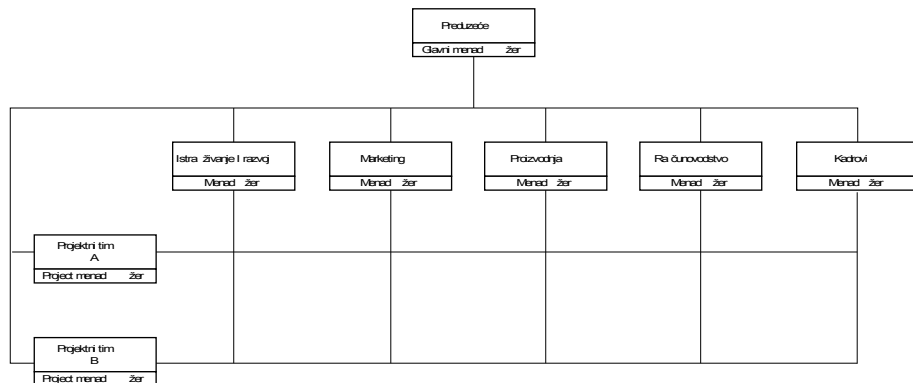 Preduzeće
Glavni menadžer
Istraživanje I razvoj
Menadžer
Marketing
Menadžer
Proizvodnja
Menadžer
Računovodstvo
Menadžer
Kadrovi
Menadžer
Projektni tim
A
Project menadžer
Projektni tim
B
Project menadžer